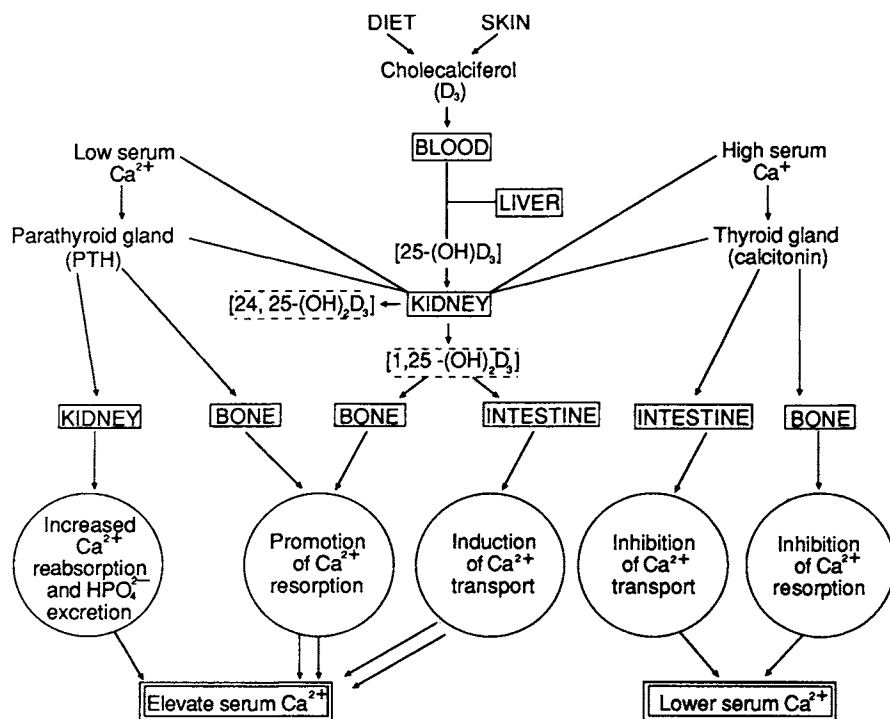 DIET
SKIN
Cholecalciferol
(D₃)
BLOOD
Low serum
Ca²⁺
High serum
Ca⁺
LIVER
Parathyroid gland
(PTH)
[25-(OH)D₃]
Thyroid gland
(calcitonin)
[24, 25-(OH)₂D₃]
KIDNEY
[1,25 -(OH)₂D₃]
KIDNEY
BONE
BONE
INTESTINE
INTESTINE
BONE
Increased
Ca²⁺
reabsorption
and HPO₄²⁻
excretion
Promotion
of Ca²⁺
resorption
Induction
of Ca²⁺
transport
Inhibition
of Ca²⁺
transport
Inhibition
of Ca²⁺
resorption
Elevate serum Ca²⁺
Lower serum Ca²⁺